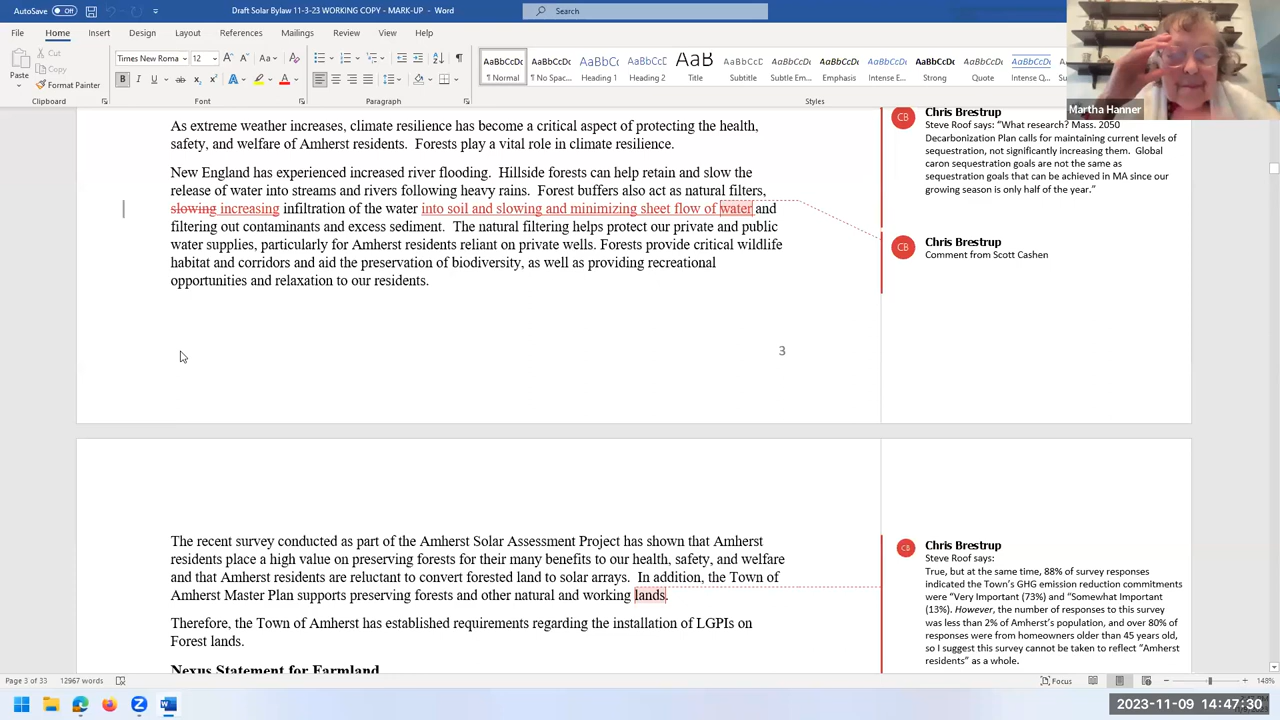 AutoSave Off
Draft Solar Bylaw 11-3-23 WORKING COPY - MARK-UP - Word
Search
File Home Insert Design Layout References Mailings Review View Help
Paste
Cut
Copy
Format Painter
Clipboard
Times New Roma 12
Font
Paragraph
AaBbCcDc AaBbCcDc AaBbCc AaBbCcC AaB AaBbCcD AaBbCcDc AaBbCcDc AaBbCcDc AaBbCcDc AaBbCcDc AaBbCcDc
¶ Normal ¶ No Spac... Heading 1 Heading 2 Title Subtitle Subtle Em... Emphasis Intense E... Strong Quote Intense Q...
Styles
Martha Hanner
As extreme weather increases, climate resilience has become a critical aspect of protecting the health,
safety, and welfare of Amherst residents. Forests play a vital role in climate resilience.
New England has experienced increased river flooding. Hillside forests can help retain and slow the
release of water into streams and rivers following heavy rains. Forest buffers also act as natural filters,
slowing increasing infiltration of the water into soil and slowing and minimizing sheet flow of water and
filtering out contaminants and excess sediment. The natural filtering helps protect our private and public
water supplies, particularly for Amherst residents reliant on private wells. Forests provide critical wildlife
habitat and corridors and aid the preservation of biodiversity, as well as providing recreational
opportunities and relaxation to our residents.
3
CB
Chris Brestrup
Steve Roof says: "What research? Mass. 2050
Decarbonization Plan calls for maintaining current levels of
sequestration, not significantly increasing them. Global
caron sequestration goals are not the same as
sequestration goals that can be achieved in MA since our
growing season is only half of the year."
CB
Chris Brestrup
Comment from Scott Cashen
The recent survey conducted as part of the Amherst Solar Assessment Project has shown that Amherst
residents place a high value on preserving forests for their many benefits to our health, safety, and welfare
and that Amherst residents are reluctant to convert forested land to solar arrays. In addition, the Town of
Amherst Master Plan supports preserving forests and other natural and working lands.
Therefore, the Town of Amherst has established requirements regarding the installation of LGPIs on
Forest lands.
Nexus Statement for Farmland
CB
Chris Brestrup
Steve Roof says:
True, but at the same time, 88% of survey responses
indicated the Town's GHG emission reduction commitments
were "Very Important (73%) and "Somewhat Important
(13%). However, the number of responses to this survey
was less than 2% of Amherst's population, and over 80% of
responses were from homeowners older than 45 years old,
so I suggest this survey cannot be taken to reflect "Amherst
residents" as a whole.
Page 3 of 33 12967 words
Focus
148%
2023-11-09 14:47:30